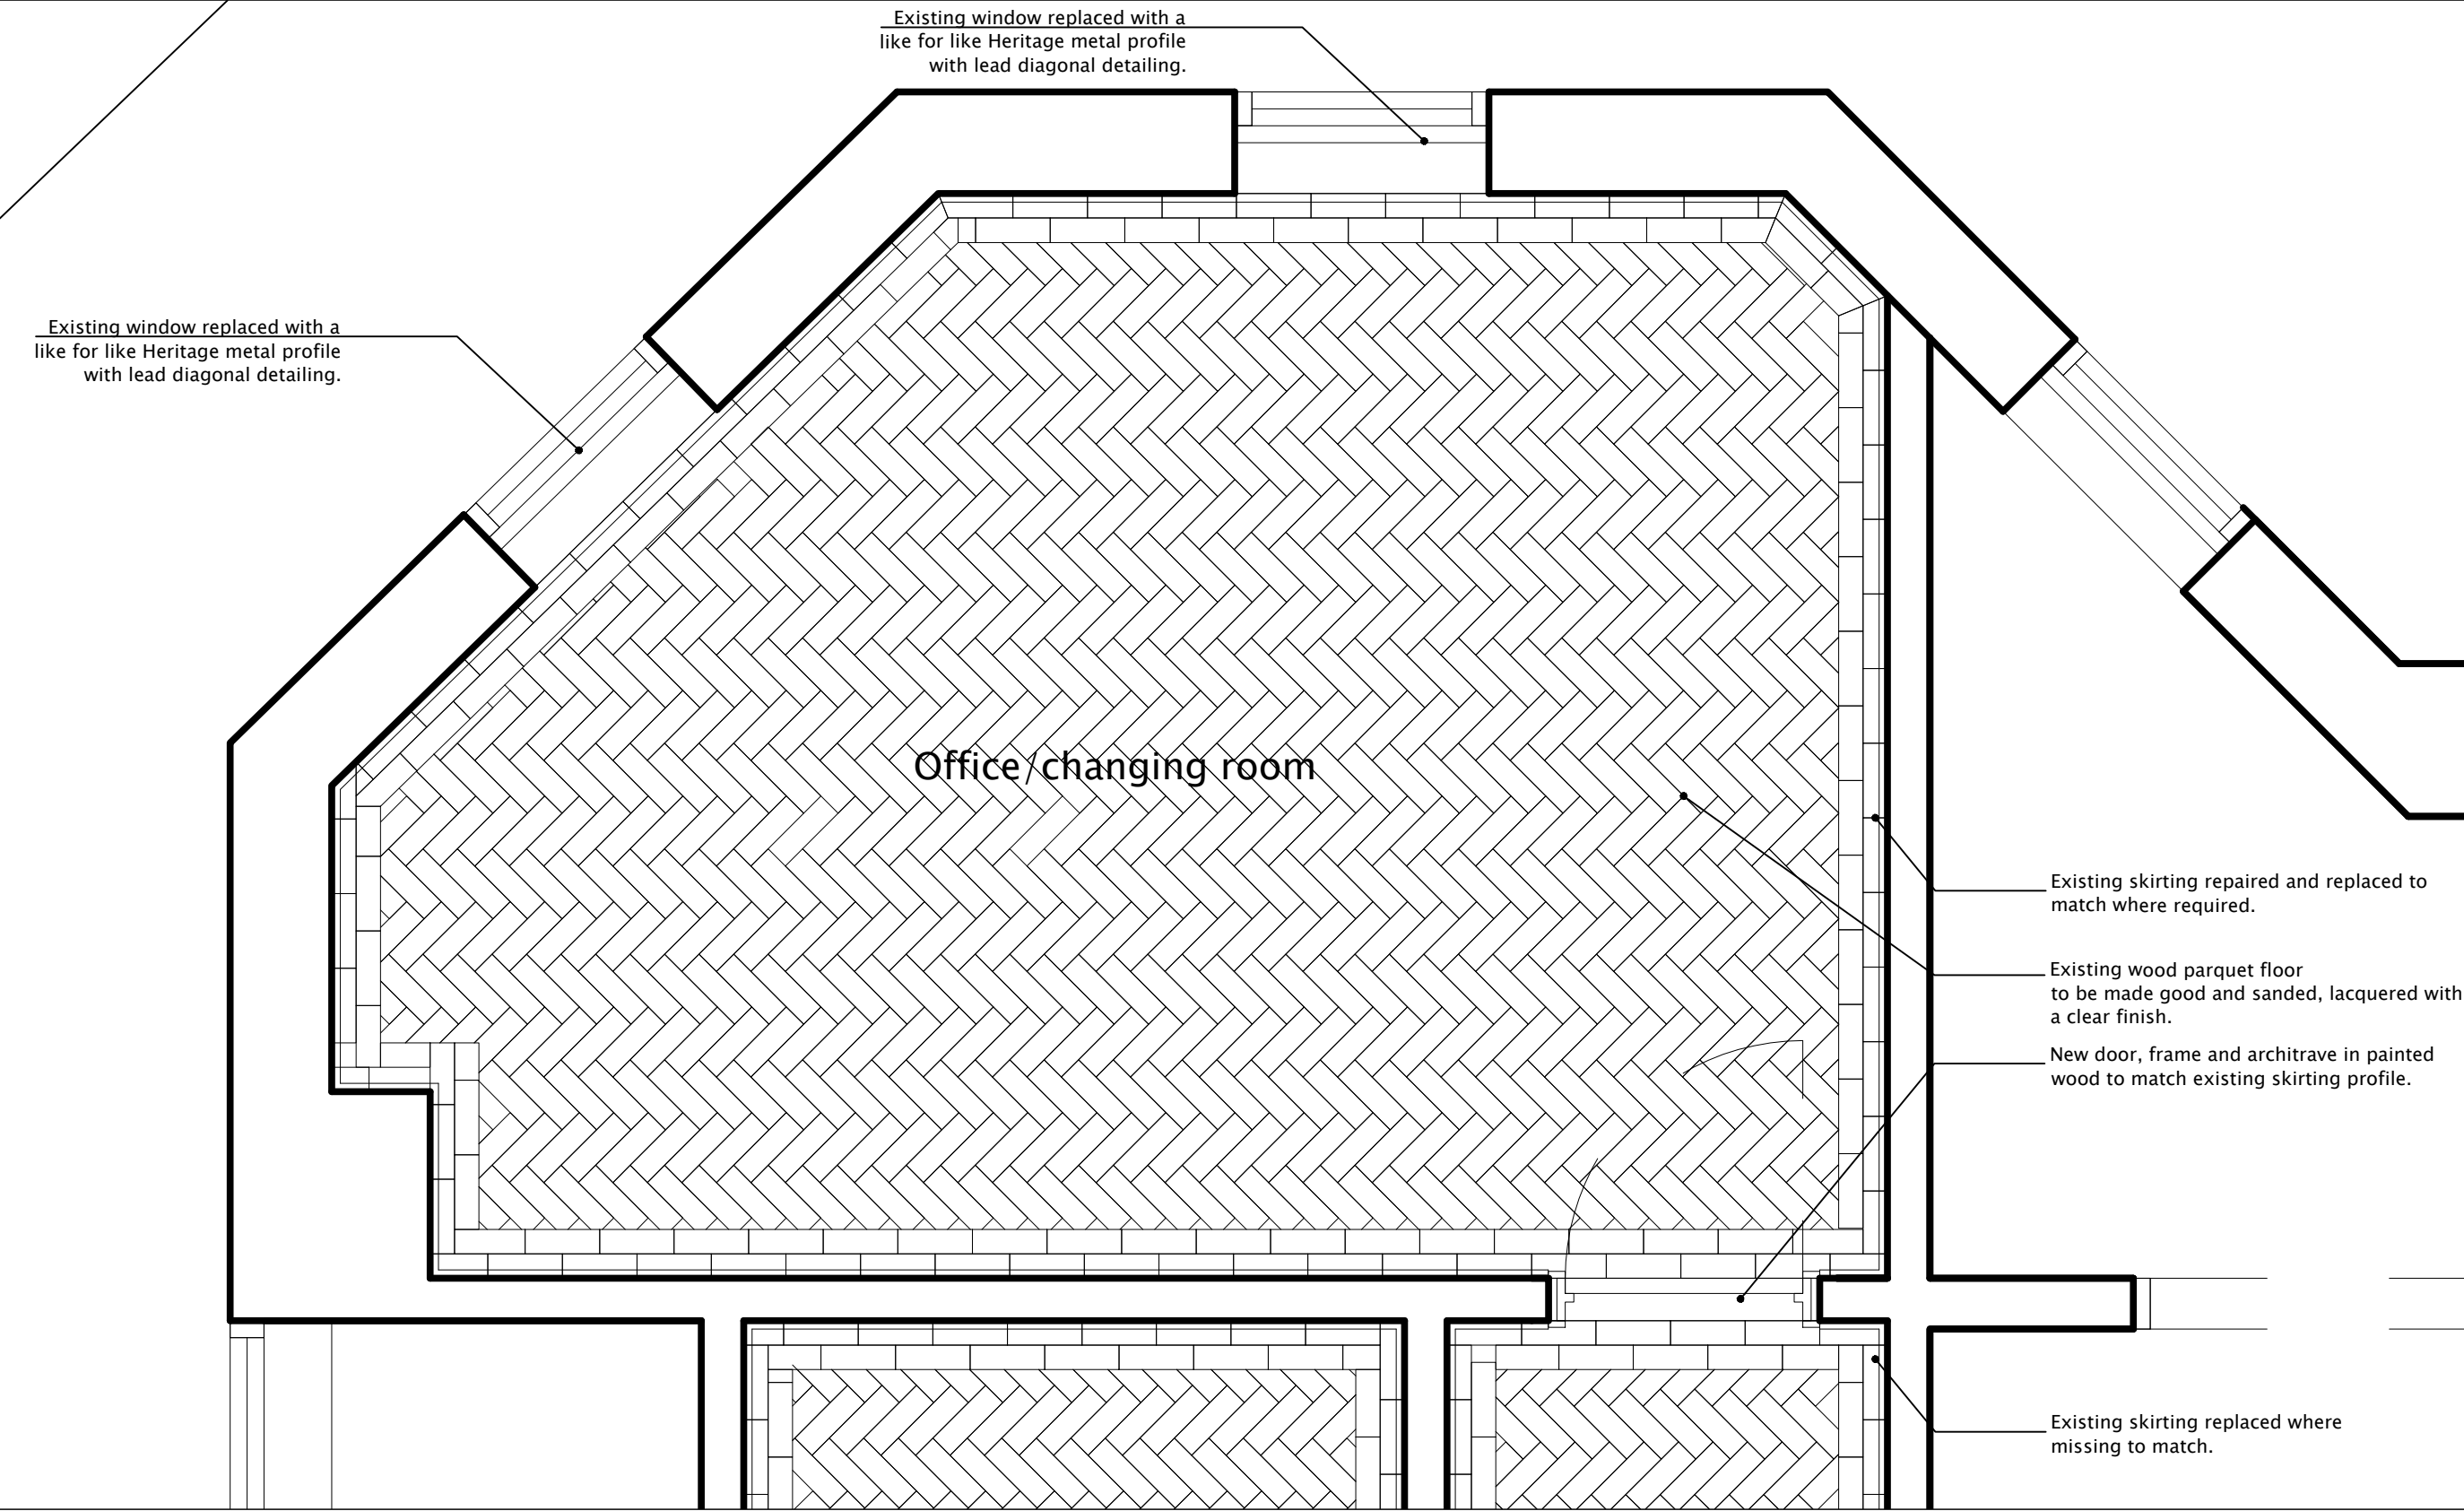 Existing window replaced with a
like for like Heritage metal profile
with lead diagonal detailing.
Existing window replaced with a
like for like Heritage metal profile
with lead diagonal detailing.
Office/changing room
Existing skirting repaired and replaced to
match where required.
Existing wood parquet floor
to be made good and sanded, lacquered with
a clear finish.
New door, frame and architrave in painted
wood to match existing skirting profile.
Existing skirting replaced where
missing to match.